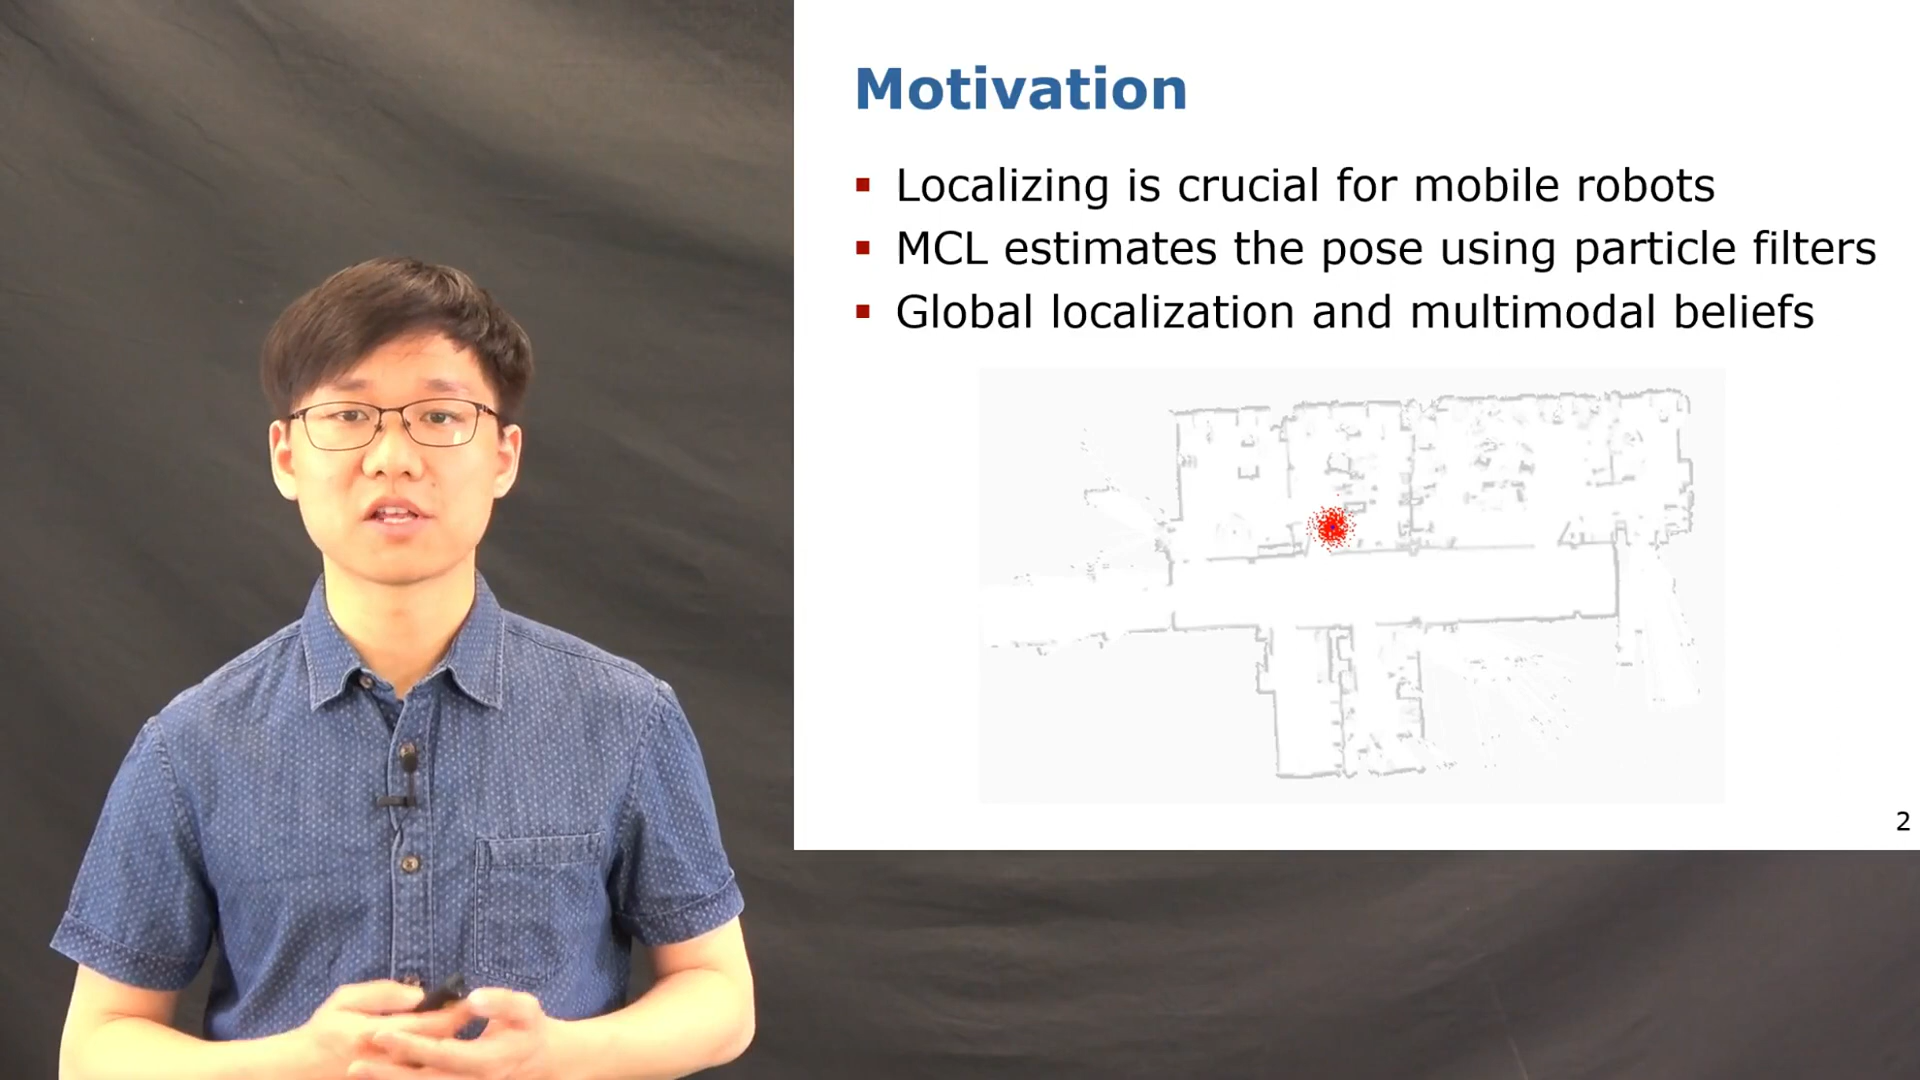 Motivation
Localizing is crucial for mobile robots
MCL estimates the pose using particle filters
Global localization and multimodal beliefs
2